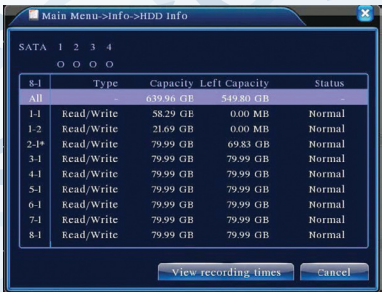 Main Menu->Info->HDD Info
SATA 1 2 3 4
O O O O
8-1 Type Capacity Left Capacity Status
All - 639.96 GB 549.80 GB -
1-1 Read/Write 58.29 GB 0.00 MB Normal
1-2 Read/Write 21.69 GB 0.00 MB Normal
2-1* Read/Write 79.99 GB 69.83 GB Normal
3-1 Read/Write 79.99 GB 79.99 GB Normal
4-1 Read/Write 79.99 GB 79.99 GB Normal
5-1 Read/Write 79.99 GB 79.99 GB Normal
6-1 Read/Write 79.99 GB 79.99 GB Normal
7-1 Read/Write 79.99 GB 79.99 GB Normal
8-1 Read/Write 79.99 GB 79.99 GB Normal
View recording times Cancel